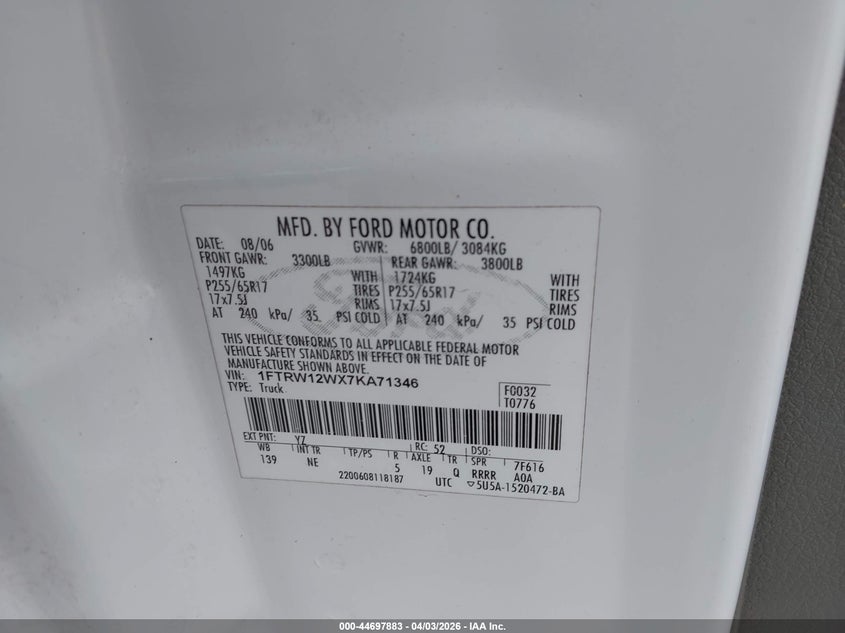 MFD. BY FORD MOTOR CO.
DATE: 08/06 GVWR: 6800LB/ 3084KG
FRONT GAWR: 3300LB REAR GAWR: 3800LB
1497KG WITH 1724KG WITH
P255/65R17 TIRES P255/65R17 TIRES
17x7.5J RIMS 17x7.5J RIMS
AT 240 kPa/ 35 PSI COLD AT 240 kPa/ 35 PSI COLD
Ford
THIS VEHICLE CONFORMS TO ALL APPLICABLE FEDERAL MOTOR
VEHICLE SAFETY STANDARDS IN EFFECT ON THE DATE OF
MANUFACTURE SHOWN ABOVE.
VIN: 1FTRW12WX7KA71346 F0032
TYPE: Truck T0776
EXT PNT: YZ RC: 52 DSO:
WB INT TR TP/PS R AXLE TR SPR 7F616
139 NE 5 19 Q RRRR A0A
2200608118187 UTC ▽5U5A-1520472-BA
000-44697883 - 04/03/2026 - IAA Inc.